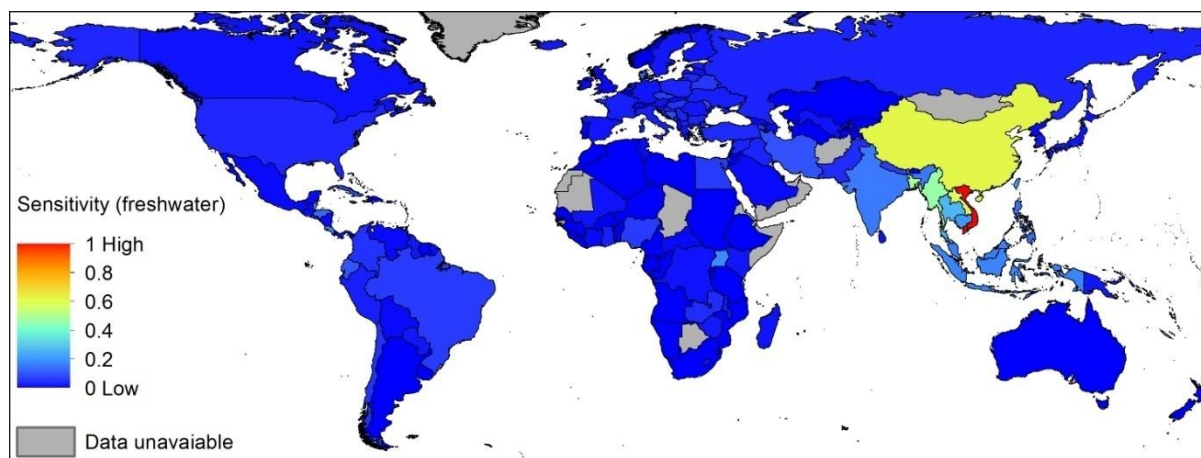 Sensitivity (freshwater)
1 High
0.8
0.6
0.4
0.2
0 Low
Data unavaiable